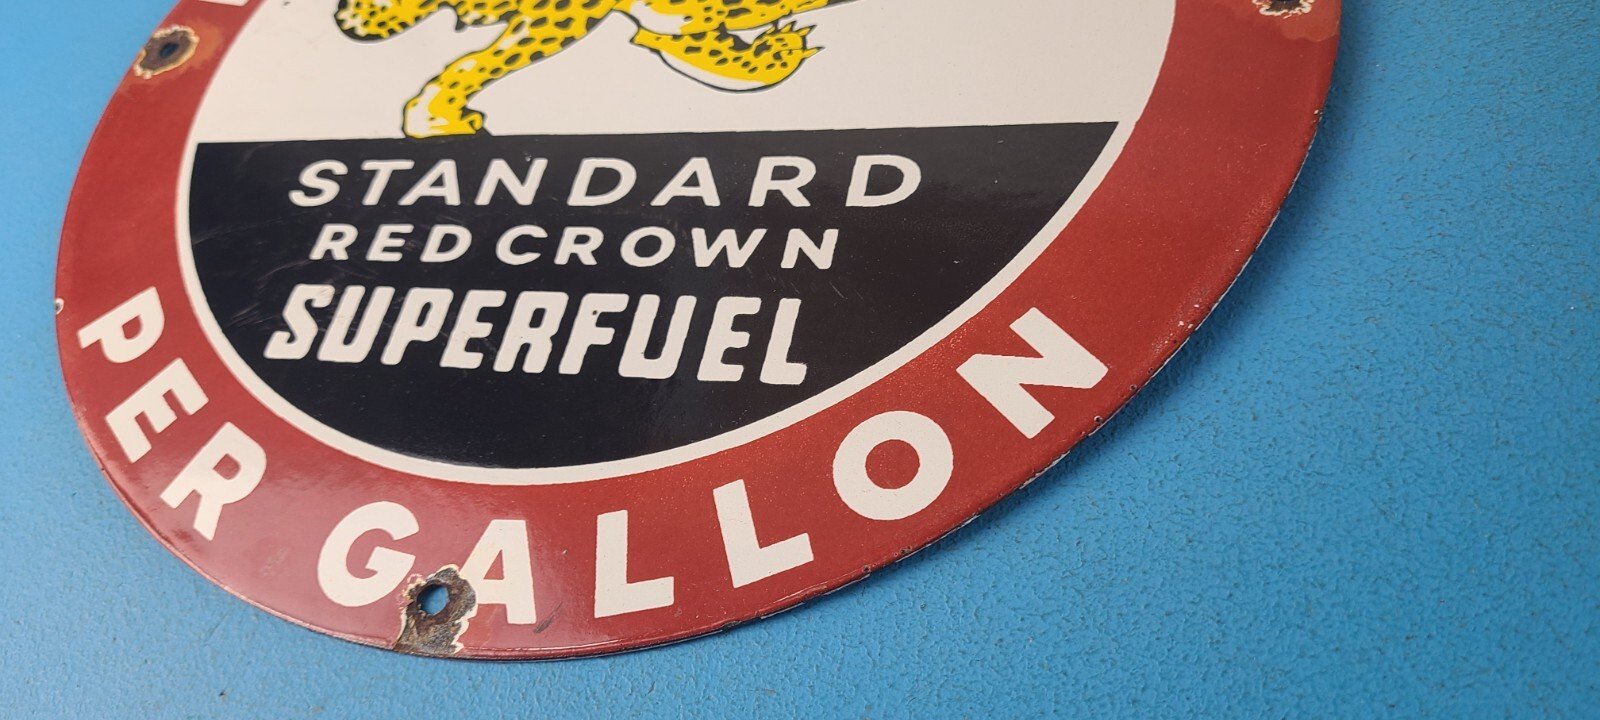 STANDARD
RED CROWN
SUPERFUEL
PER GALLON